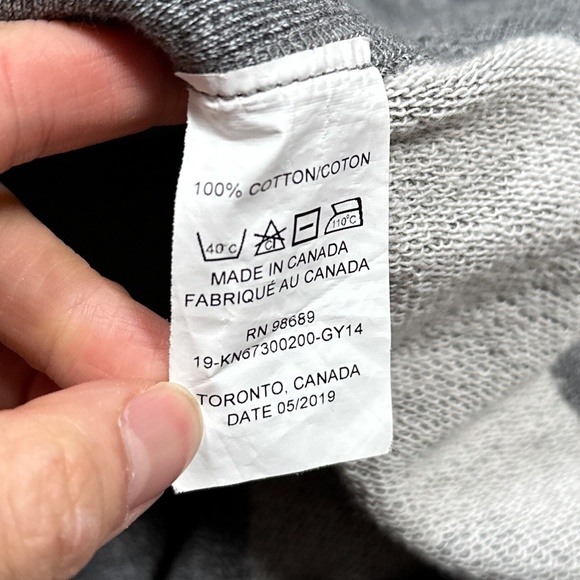 100% COTTON/COTON
40°C CL 110°C
MADE IN CANADA
FABRIQUÉ AU CANADA
RN 98689
19-KN67300200-GY14
TORONTO, CANADA
DATE 05/2019